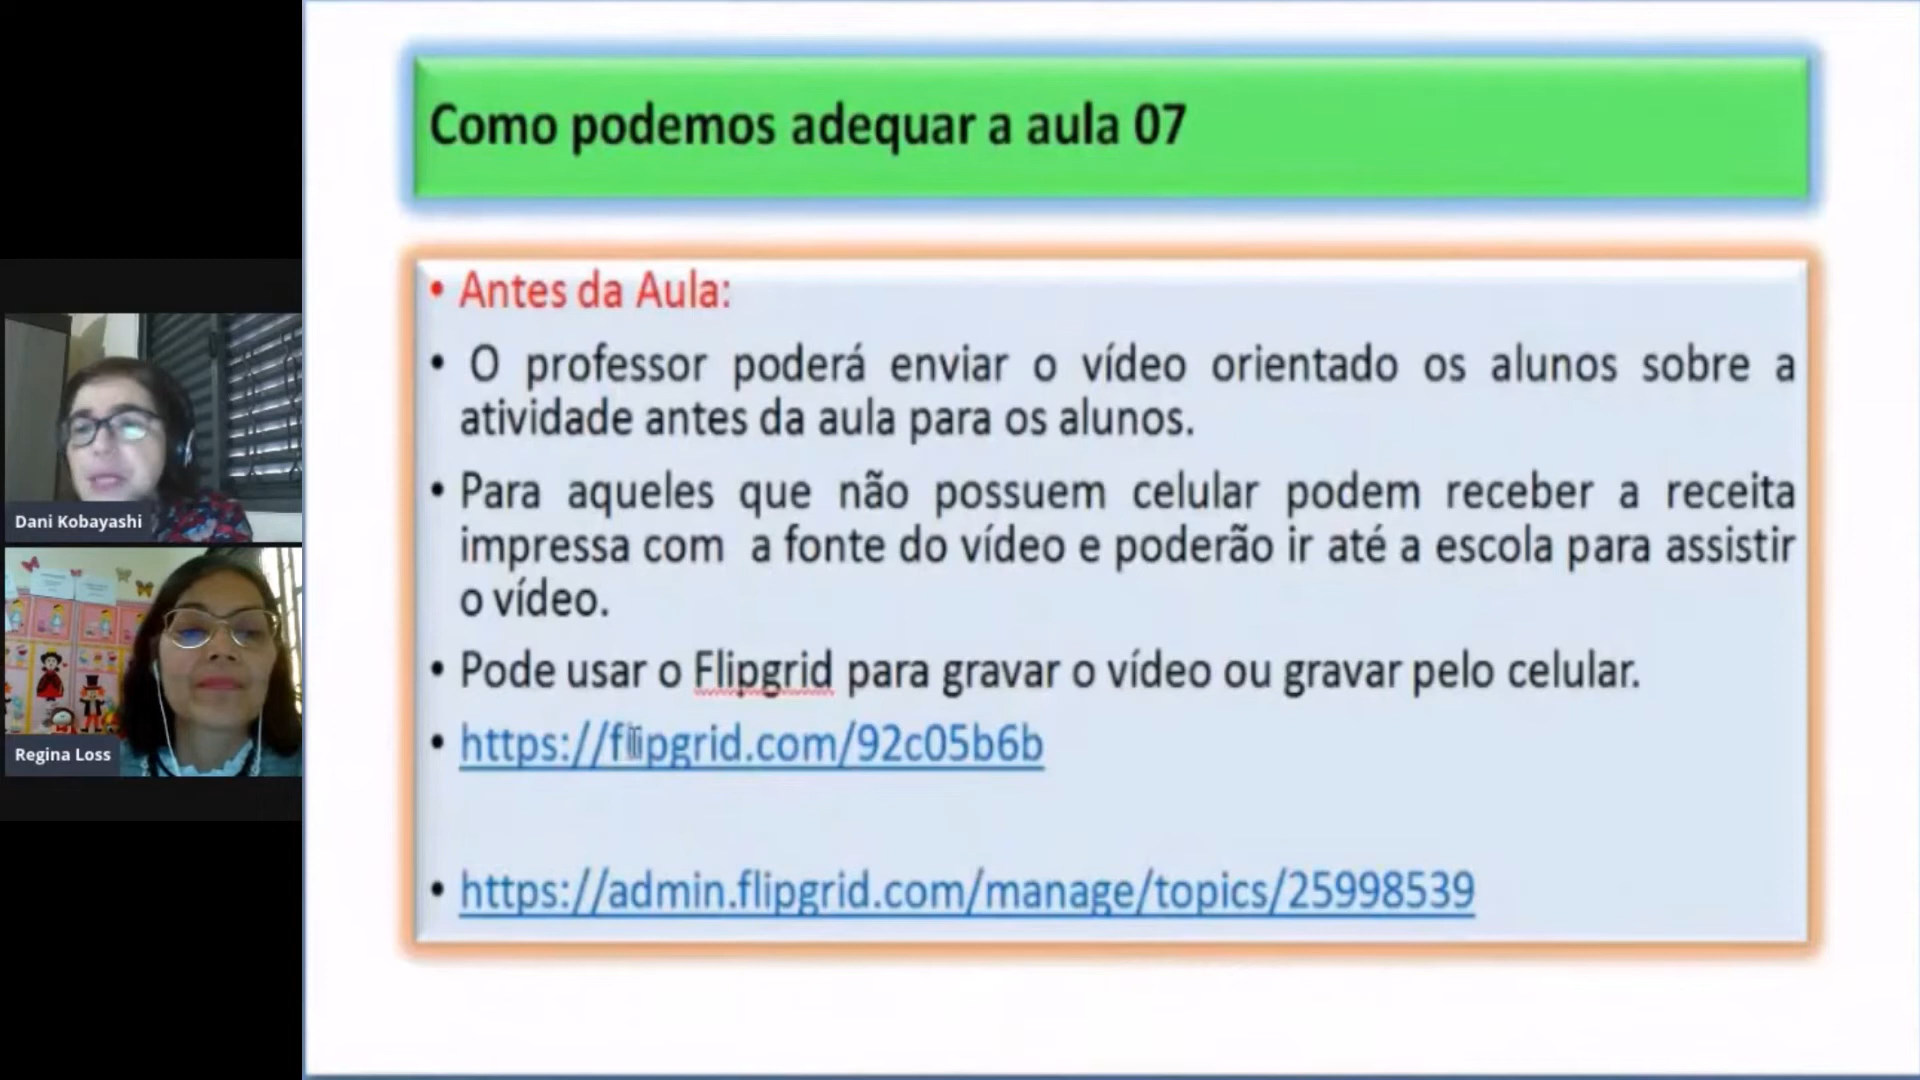 Como podemos adequar a aula 07
• Antes da Aula:
• O professor poderá enviar o vídeo orientado os alunos sobre a
atividade antes da aula para os alunos.
• Para aqueles que não possuem celular podem receber a receita
impressa com a fonte do vídeo e poderão ir até a escola para assistir
o vídeo.
• Pode usar o Flipgrid para gravar o vídeo ou gravar pelo celular.
• https://flipgrid.com/92c05b6b
• https://admin.flipgrid.com/manage/topics/25998539
Dani Kobayashi
Regina Loss